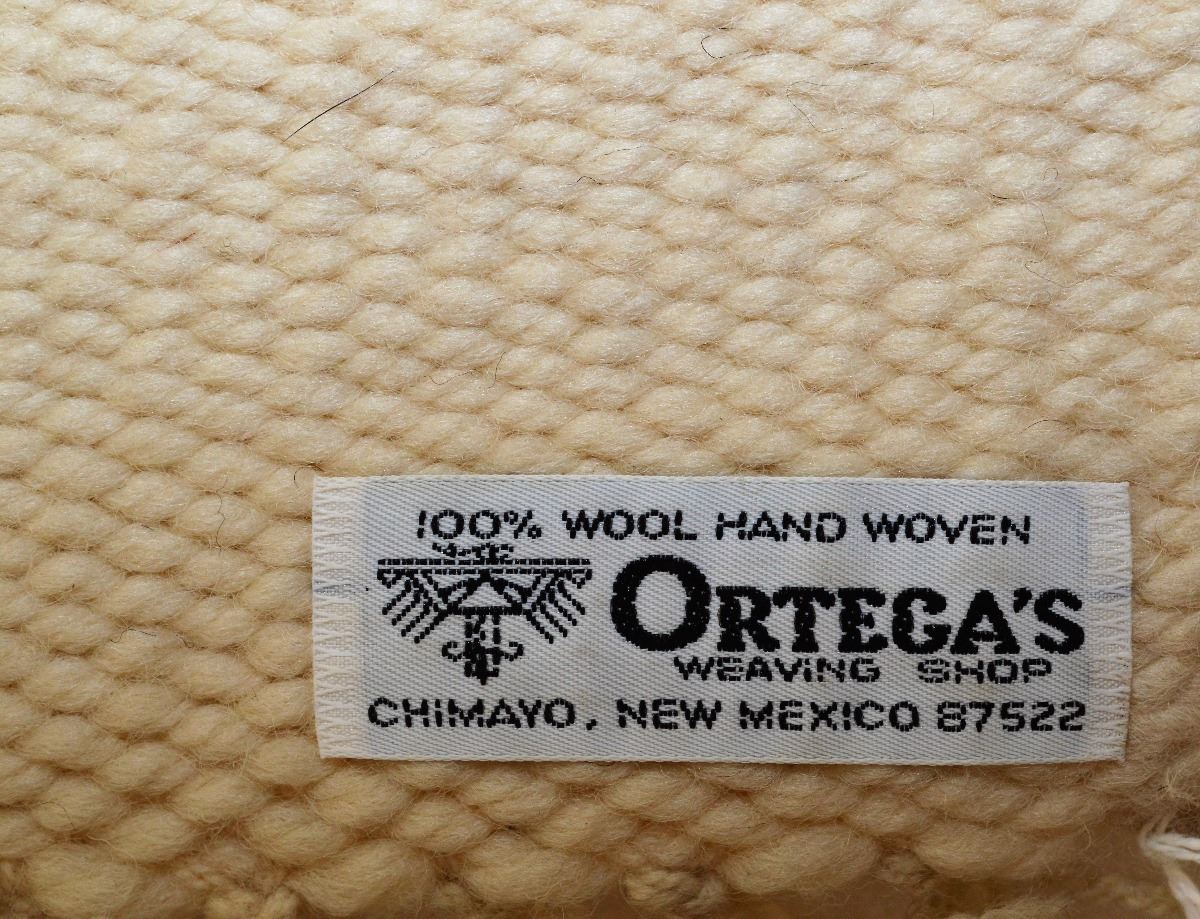 100% WOOL HAND WOVEN
ORTEGA'S
WEAVING SHOP
CHIMAYO, NEW MEXICO 87522